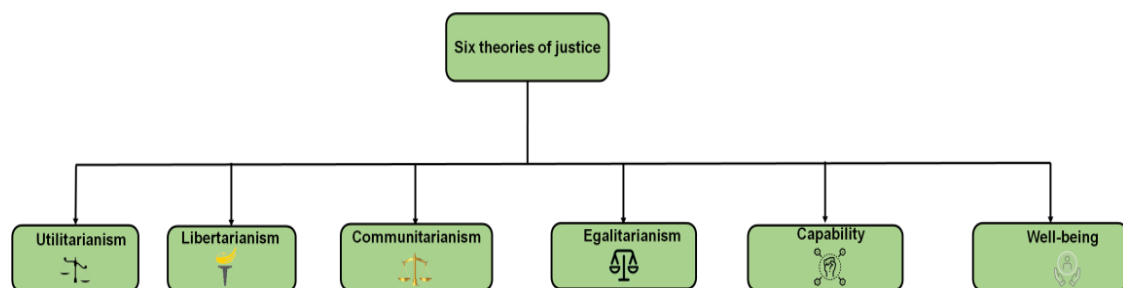 Six theories of justice
Utilitarianism
Libertarianism
Communitarianism
Egalitarianism
Capability
Well-being